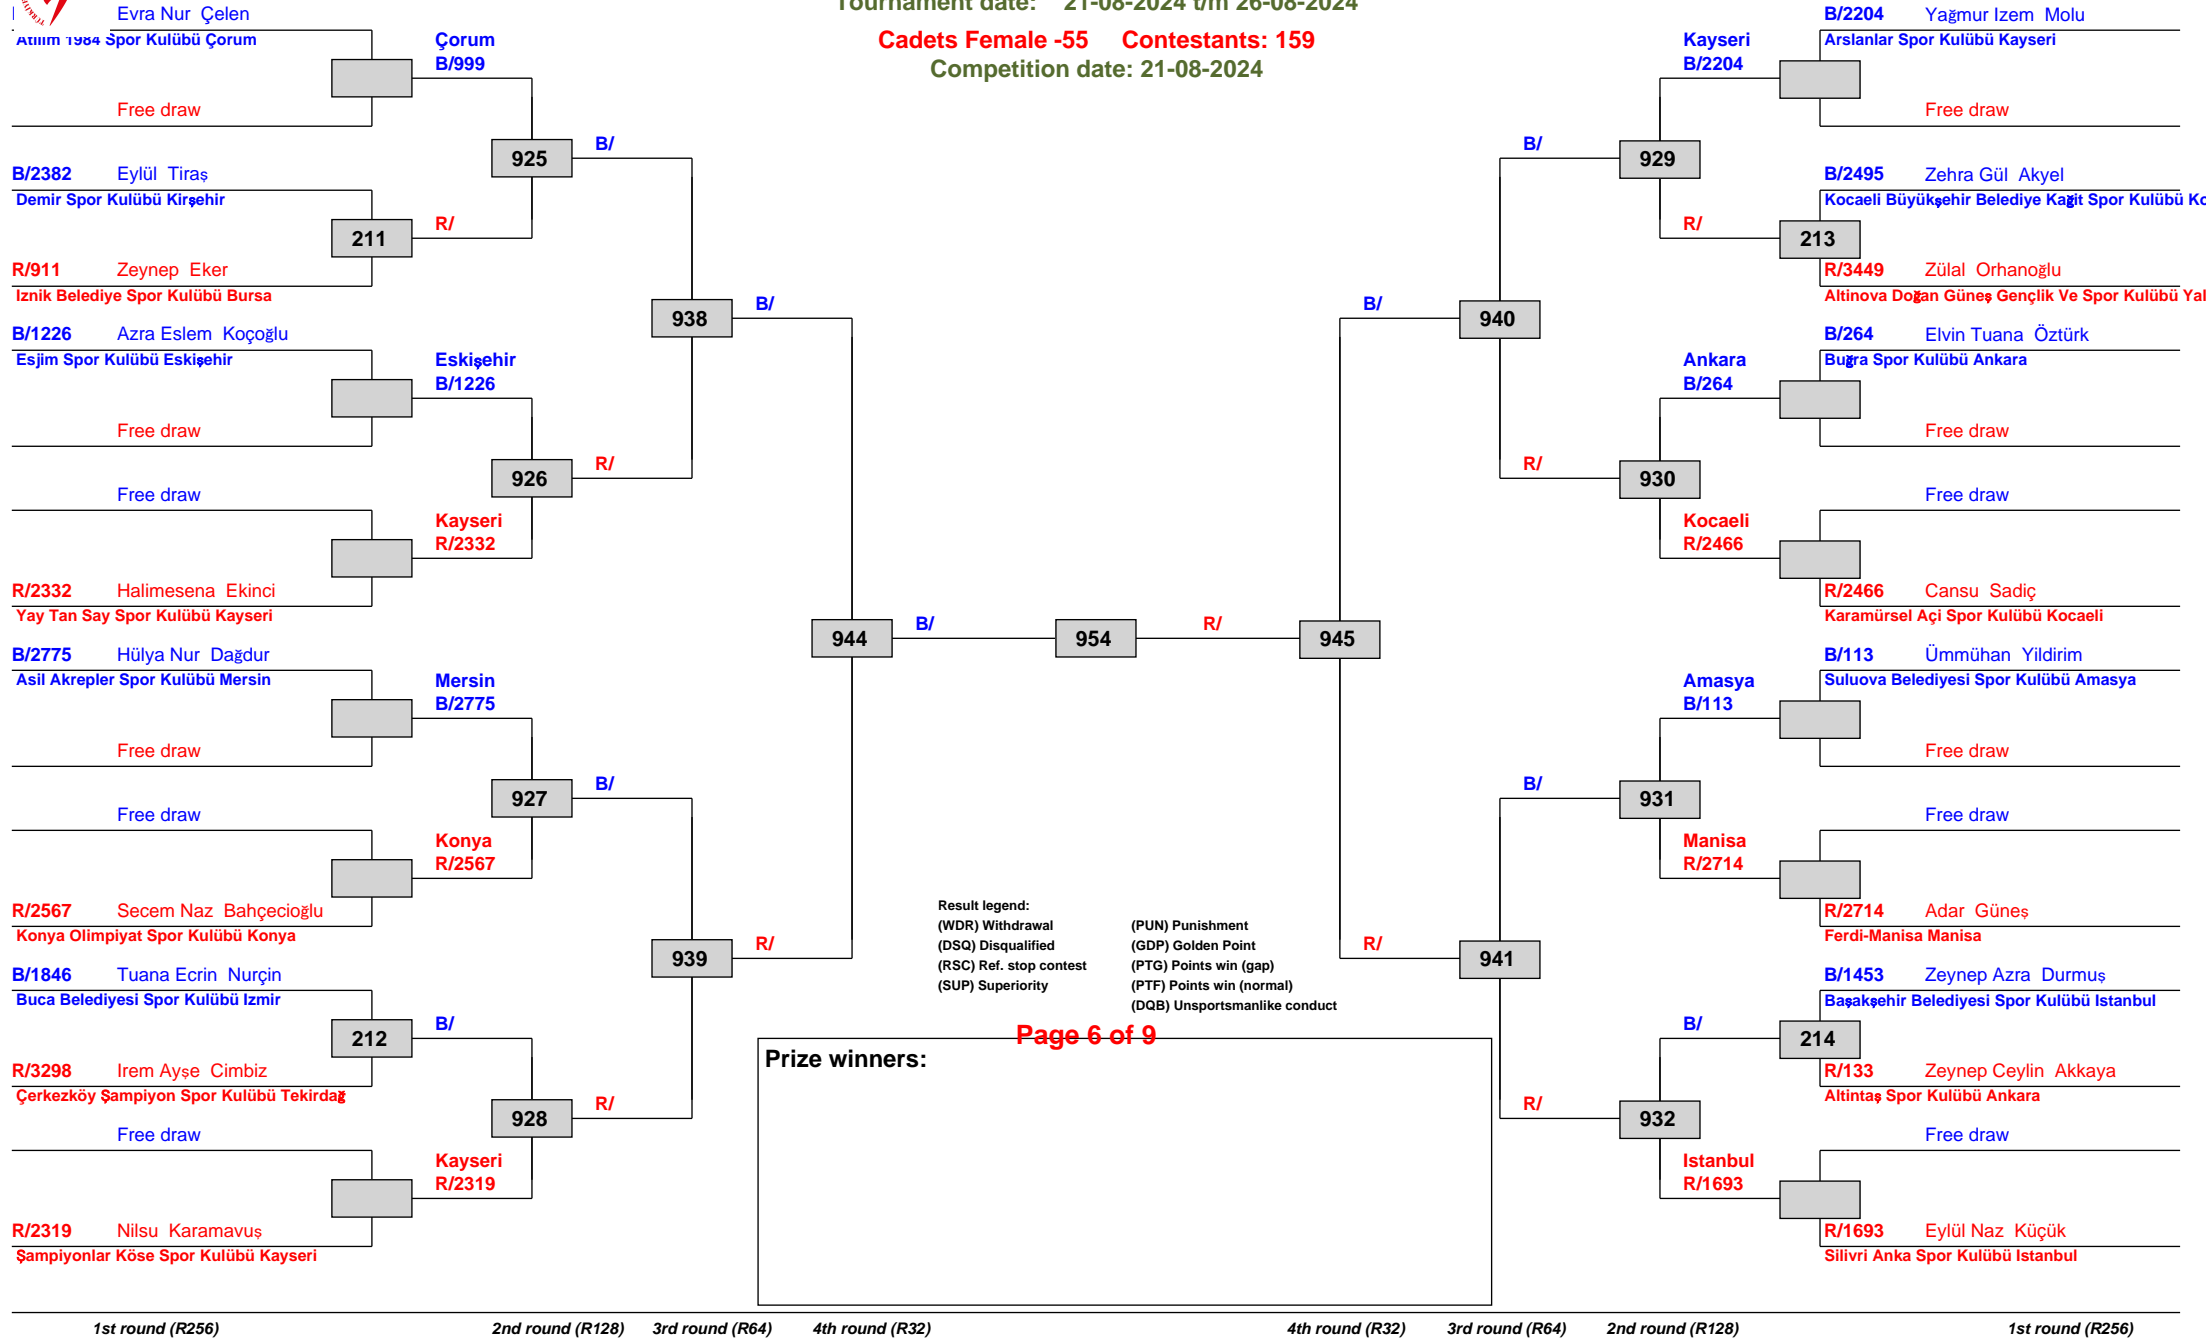 Tournament date: 21-08-2024 t/m 26-08-2024
Cadets Female -55 Contestants: 159
Competition date: 21-08-2024
Evra Nur Çelen
Atılım 1984 Spor Kulübü Çorum
Free draw
B/2382 Eylül Tiraş
Demir Spor Kulübü Kirşehir
211
R/911 Zeynep Eker
Iznik Belediye Spor Kulübü Bursa
B/1226 Azra Eslem Koçoğlu
Esjim Spor Kulübü Eskişehir
Free draw
Free draw
R/2332 Halimesena Ekinci
Yay Tan Say Spor Kulübü Kayseri
B/2775 Hülya Nur Dağdur
Asil Akrepler Spor Kulübü Mersin
Free draw
Free draw
R/2567 Secem Naz Bahçecioğlu
Konya Olimpiyat Spor Kulübü Konya
B/1846 Tuana Ecrin Nurçin
Buca Belediyesi Spor Kulübü Izmir
212
R/3298 Irem Ayşe Cimbiz
Çerkezköy Şampiyon Spor Kulübü Tekirdağ
Free draw
R/2319 Nilsu Karamavuş
Şampiyonlar Köse Spor Kulübü Kayseri
Çorum
B/999
925
R/
Eskişehir
B/1226
926
Kayseri
R/2332
Mersin
B/2775
927
Konya
R/2567
B/
928
Kayseri
R/2319
B/
938
R/
B/
939
R/
B/
944
R/
B/
954
R/
945
B/
R/
B/
940
R/
B/
941
R/
Kayseri
B/2204
929
R/
Ankara
B/264
930
Kocaeli
R/2466
Amasya
B/113
931
Manisa
R/2714
B/
932
Istanbul
R/1693
B/2204 Yağmur Izem Molu
Arslanlar Spor Kulübü Kayseri
Free draw
B/2495 Zehra Gül Akyel
Kocaeli Büyükşehir Belediye Kağit Spor Kulübü Ko
213
R/3449 Zülal Orhanoğlu
Altinova Doğan Güneş Gençlik Ve Spor Kulübü Yal
B/264 Elvin Tuana Öztürk
Buğra Spor Kulübü Ankara
Free draw
Free draw
R/2466 Cansu Sadiç
Karamürsel Açi Spor Kulübü Kocaeli
B/113 Ümmühan Yildirim
Suluova Belediyesi Spor Kulübü Amasya
Free draw
Free draw
R/2714 Adar Güneş
Ferdi-Manisa Manisa
B/1453 Zeynep Azra Durmuş
Başakşehir Belediyesi Spor Kulübü Istanbul
214
R/133 Zeynep Ceylin Akkaya
Altintaş Spor Kulübü Ankara
Free draw
R/1693 Eylül Naz Küçük
Silivri Anka Spor Kulübü Istanbul
Result legend:
(WDR) Withdrawal (PUN) Punishment
(DSQ) Disqualified (GDP) Golden Point
(RSC) Ref. stop contest (PTG) Points win (gap)
(SUP) Superiority (PTF) Points win (normal)
(DQB) Unsportsmanlike conduct
Page 6 of 9
Prize winners:
1st round (R256) 2nd round (R128) 3rd round (R64) 4th round (R32) 4th round (R32) 3rd round (R64) 2nd round (R128) 1st round (R256)